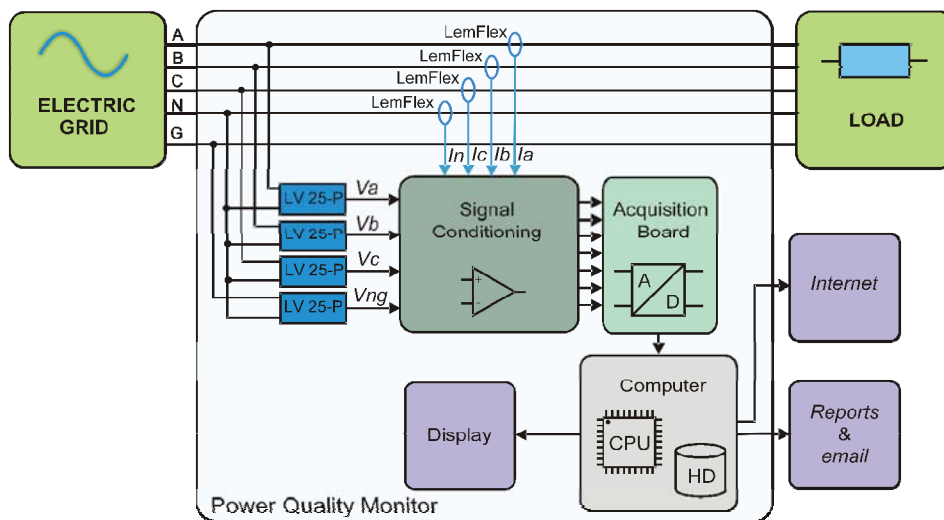 A
B
C
N
G
ELECTRIC
GRID
LemFlex
LemFlex
LemFlex
LemFlex
LOAD
In
Ic
Ib
Ia
LV 25-P
Va
LV 25-P
Vb
LV 25-P
Vc
LV 25-P
Vng
Signal
Conditioning
+
-
Acquisition
Board
A
D
Internet
Computer
CPU
HD
Display
Reports
&
email
Power Quality Monitor